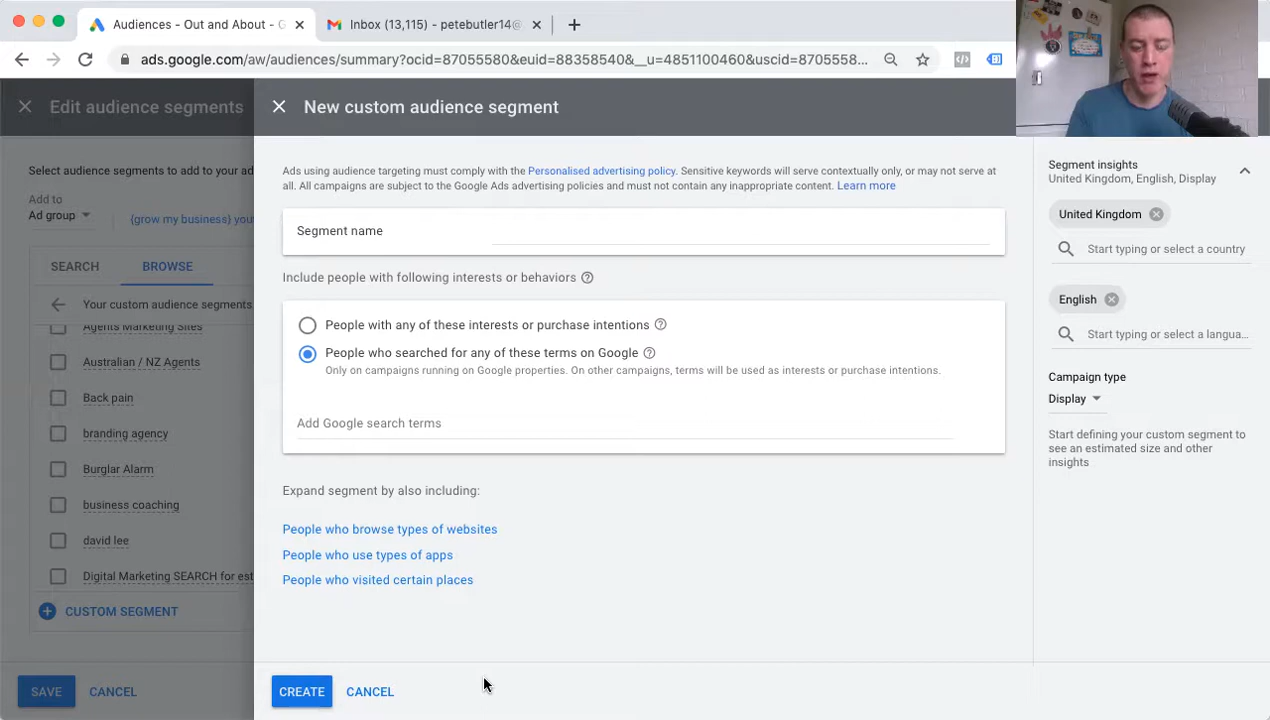 Audiences - Out and About - G
Inbox (13,115) - petebutler14@
ads.google.com/aw/audiences/summary?ocid=87055580&euid=88358540&__u=4851100460&uscid=8705558...
Edit audience segments
New custom audience segment
Select audience segments to add to your ad
Add to
Ad group
{grow my business} you
SEARCH
BROWSE
Your custom audience segments
Agents Marketing Sites
Australian / NZ Agents
Back pain
branding agency
Burglar Alarm
business coaching
david lee
Digital Marketing SEARCH for est
CUSTOM SEGMENT
SAVE
CANCEL
Ads using audience targeting must comply with the Personalised advertising policy. Sensitive keywords will serve contextually only, or may not serve at
all. All campaigns are subject to the Google Ads advertising policies and must not contain any inappropriate content. Learn more
Segment name
Include people with following interests or behaviors
People with any of these interests or purchase intentions
People who searched for any of these terms on Google
Only on campaigns running on Google properties. On other campaigns, terms will be used as interests or purchase intentions.
Add Google search terms
Expand segment by also including:
People who browse types of websites
People who use types of apps
People who visited certain places
CREATE
CANCEL
Segment insights
United Kingdom, English, Display
United Kingdom
Start typing or select a country
English
Start typing or select a langua...
Campaign type
Display
Start defining your custom segment to
see an estimated size and other
insights